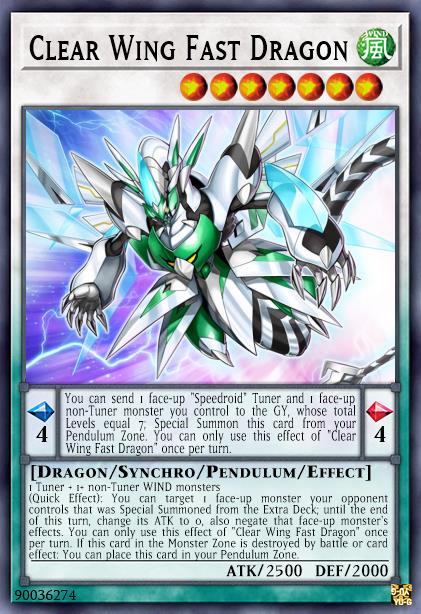 Clear Wing Fast Dragon
WIND
風
You can send 1 face-up "Speedroid" Tuner and 1 face-up
non-Tuner monster you control to the GY, whose total
Levels equal 7; Special Summon this card from your
Pendulum Zone. You can only use this effect of "Clear
Wing Fast Dragon" once per turn.
4
4
[Dragon/Synchro/Pendulum/Effect]
1 Tuner + 1+ non-Tuner WIND monsters
(Quick Effect): You can target 1 face-up monster your opponent
controls that was Special Summoned from the Extra Deck; until the end
of this turn, change its ATK to 0, also negate that face-up monster's
effects. You can only use this effect of "Clear Wing Fast Dragon" once
per turn. If this card in the Monster Zone is destroyed by battle or card
effect: You can place this card in your Pendulum Zone.
ATK/2500 DEF/2000
90036274